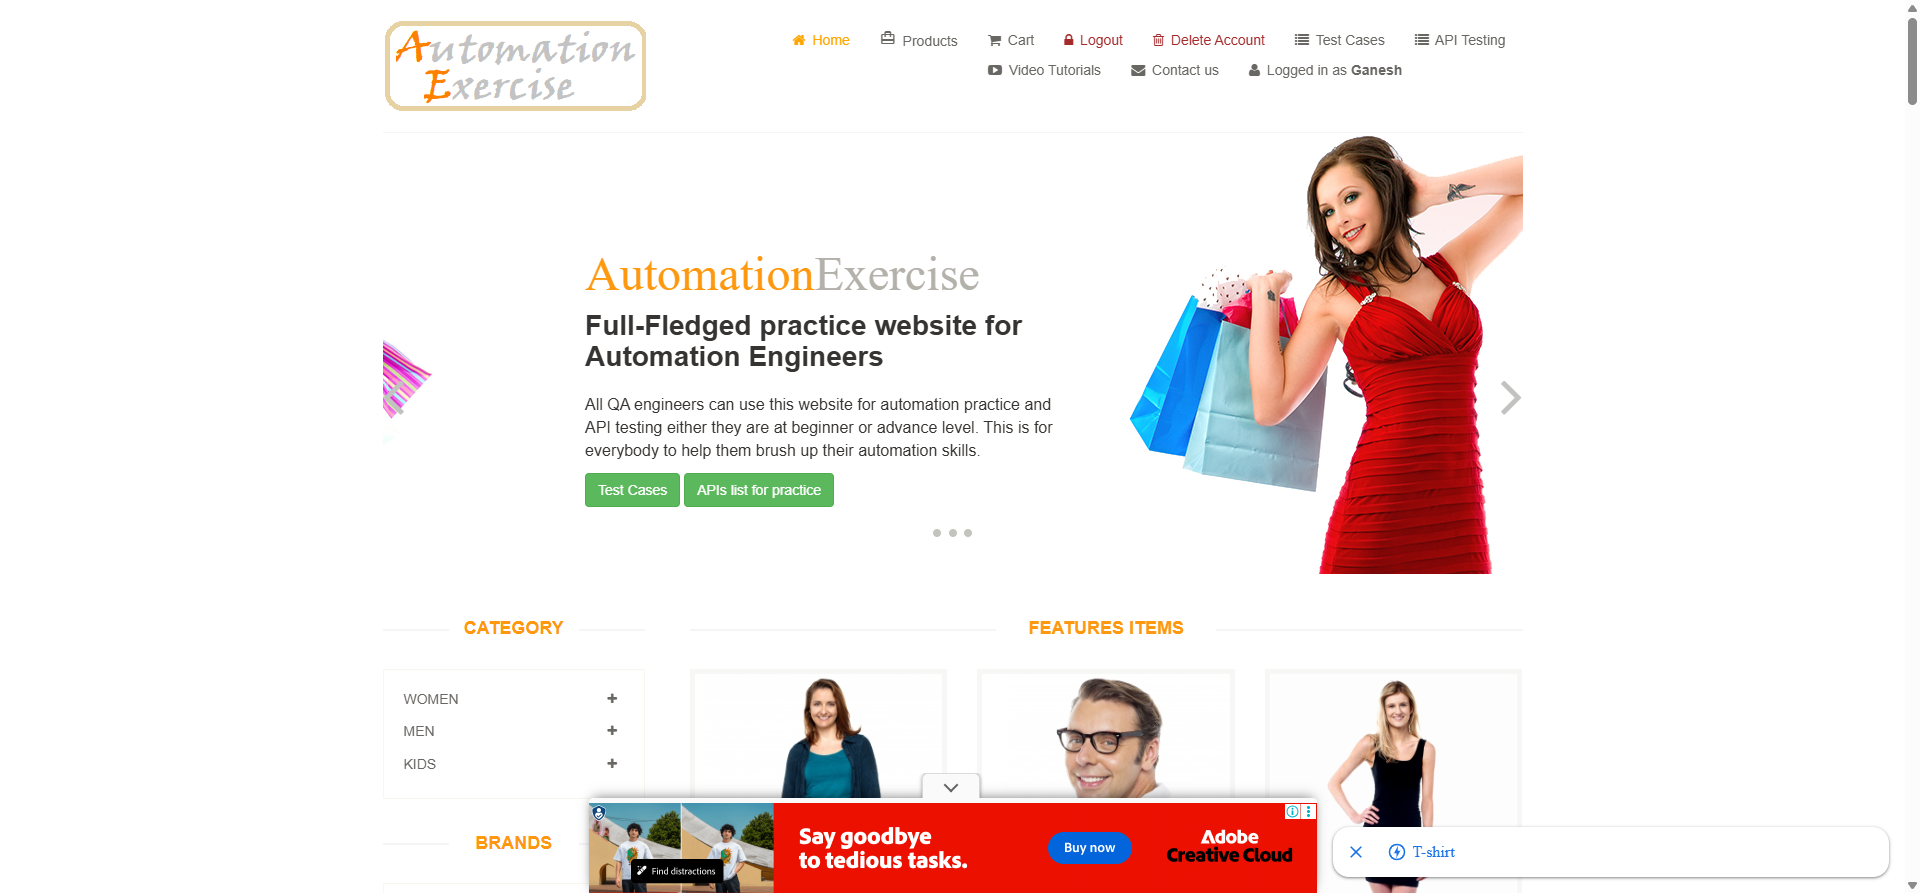 Automation
Exercise
Home
Products
Cart
Logout
Delete Account
Test Cases
API Testing
Video Tutorials
Contact us
Logged in as Ganesh
AutomationExercise
Full-Fledged practice website for
Automation Engineers
All QA engineers can use this website for automation practice and
API testing either they are at beginner or advance level. This is for
everybody to help them brush up their automation skills.
Test Cases
APIs list for practice
CATEGORY
WOMEN
MEN
KIDS
BRANDS
FEATURES ITEMS
Find distractions
Say goodbye
to tedious tasks.
Buy now
Adobe
Creative Cloud
T-shirt